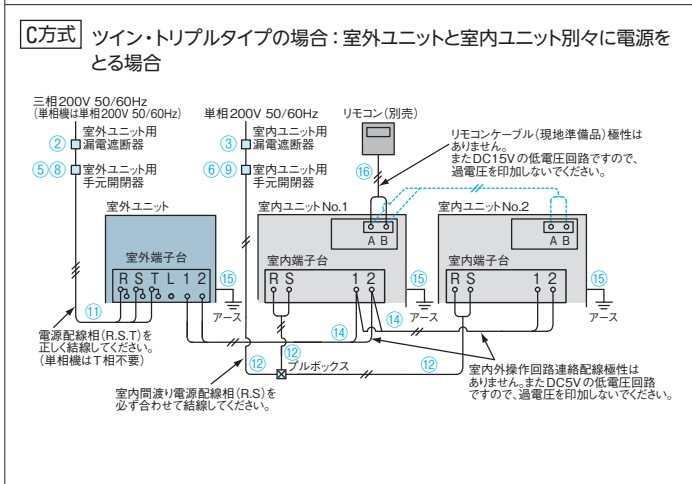 C方式 ツイン・トリプルタイプの場合：室外ユニットと室内ユニット別々に電源を
とる場合
三相200V 50/60Hz
(単相機は単相200V 50/60Hz)
② 室外ユニット用
漏電遮断器
⑤⑧ 室外ユニット用
手元開閉器
単相200V 50/60Hz
③ 室内ユニット用
漏電遮断器
⑥⑨ 室内ユニット用
手元開閉器
リモコン(別売)
⑯
リモコンケーブル(現地準備品)極性は
ありません。
またDC15Vの低電圧回路ですので、
過電圧を印加しないでください。
室外ユニット
室外端子台
R S T L 1 2
⑮
アース
室内ユニットNo.1
A B
室内端子台
R S 1 2
⑮
アース
室内ユニットNo.2
A B
室内端子台
R S 1 2
⑮
アース
⑪
電源配線相(R.S.T)を
正しく結線してください。
(単相機はT相不要)
⑭
⑭
⑫
⑫
⑫
プルボックス
室内間渡り電源配線相(R.S)を
必ず合わせて結線してください。
室内外操作回路連絡配線極性は
ありません。またDC5Vの低電圧回路
ですので、過電圧を印加しないでください。